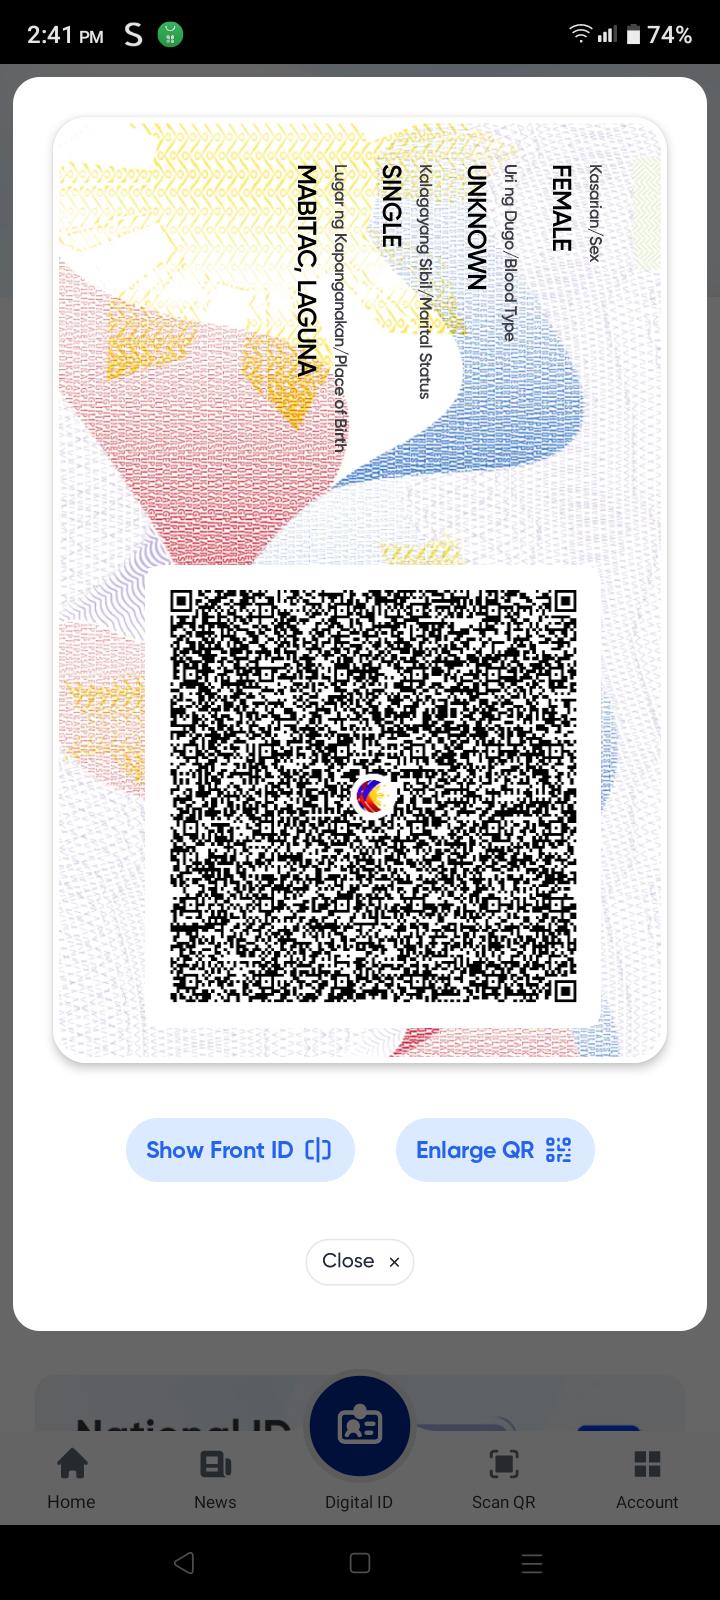 2:41 PM S 74%
Kasarian/Sex
FEMALE
Uri ng Dugo/Blood Type
UNKNOWN
Kalagayang Sibil/Marital Status
SINGLE
Lugar ng Kapanganakan/Place of Birth
MABITAC, LAGUNA
Show Front ID
Enlarge QR
Close ×
National ID
Home
News
Digital ID
Scan QR
Account